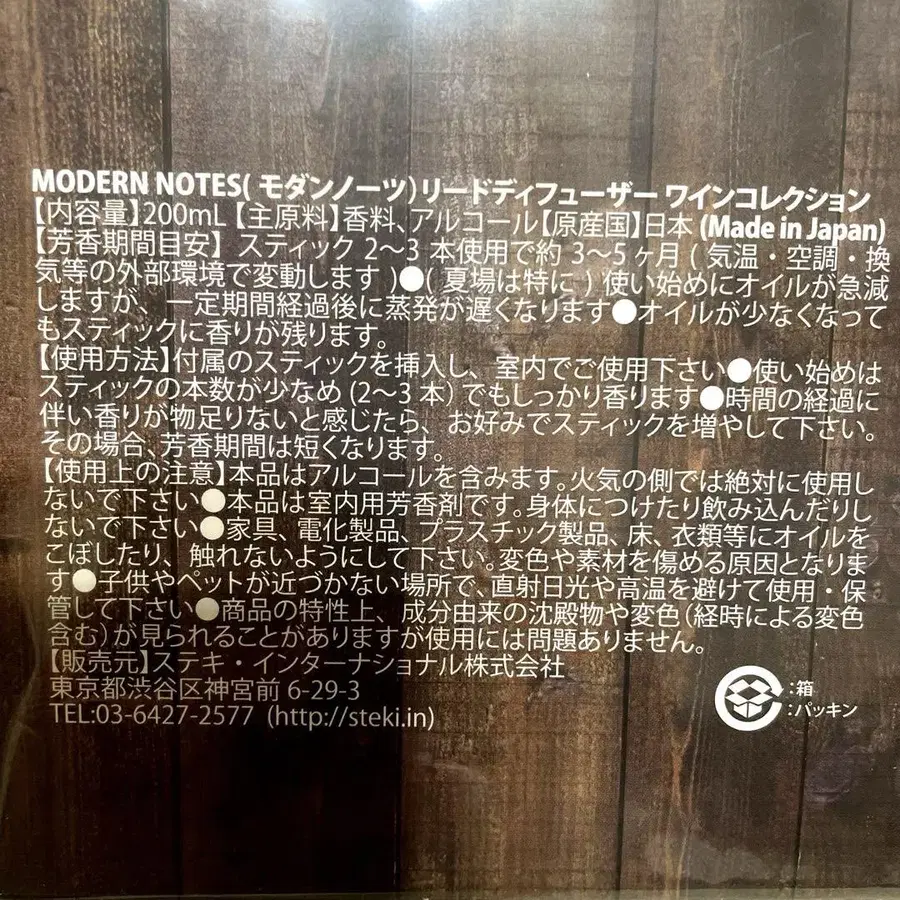 MODERN NOTES( モダンノーツ)リードディフューザー ワインコレクション
【内容量】200mL【主原料】香料、アルコール【原産国】日本 (Made in Japan)
【芳香期間目安】 スティック 2〜3 本使用で約 3〜5 ヶ月 ( 気温・空調・換
気等の外部環境で変動します )●( 夏場は特に ) 使い始めにオイルが急減
しますが、一定期間経過後に蒸発が遅くなります●オイルが少なくなって
もスティックに香りが残ります。
【使用方法】付属のスティックを挿入し、室内でご使用下さい●使い始めは
スティックの本数が少なめ (2〜3 本) でもしっかり香ります●時間の経過に
伴い香りが物足りないと感じたら、お好みでスティックを増やして下さい。
その場合、芳香期間は短くなります。
【使用上の注意】本品はアルコールを含みます。火気の側では絶対に使用し
ないで下さい●本品は室内用芳香剤です。身体につけたり飲み込んだりし
ないで下さい●家具、電化製品、プラスチック製品、床、衣類等にオイルを
こぼしたり、触れないようにして下さい。変色や素材を傷める原因となりま
す●子供やペットが近づかない場所で、直射日光や高温を避けて使用・保
管して下さい●商品の特性上、成分由来の沈殿物や変色 (経時による変色
含む) が見られることがありますが使用には問題ありません。
【販売元】ステキ・インターナショナル株式会社
東京都渋谷区神宮前 6-29-3
TEL:03-6427-2577 (http://steki.in)
:箱
:パッキン